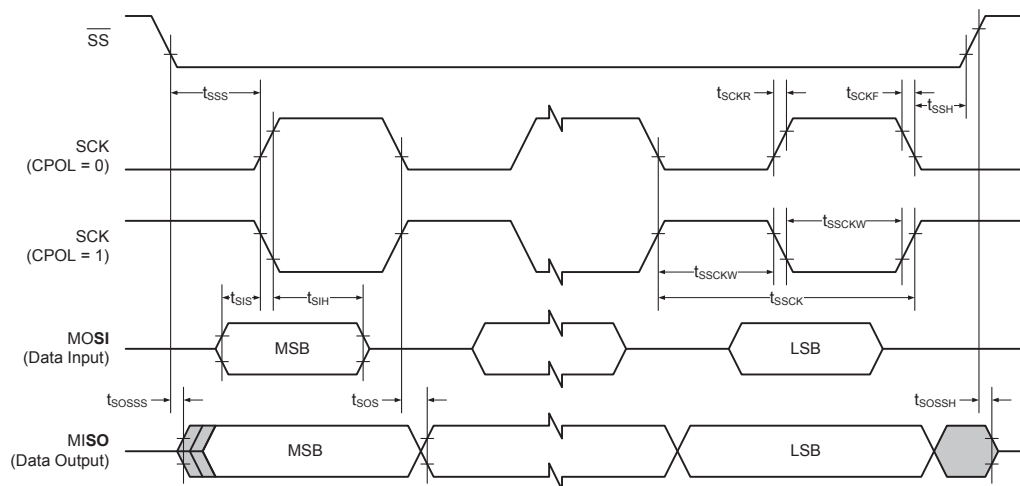 SS
tSSS
tSCKR
tSCKF
tSSH
SCK
(CPOL = 0)
SCK
(CPOL = 1)
tSSCKW
tSSCKW
tSSCK
tSIS
tSIH
MOSI
(Data Input)
MSB
LSB
tSOSSS
tSOS
tSOSSH
MISO
(Data Output)
MSB
LSB